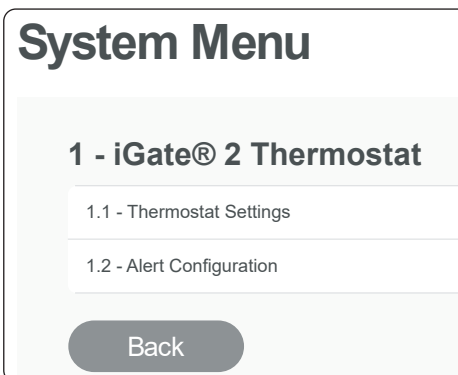 System Menu
1 - iGate® 2 Thermostat
1.1 - Thermostat Settings
1.2 - Alert Configuration
Back